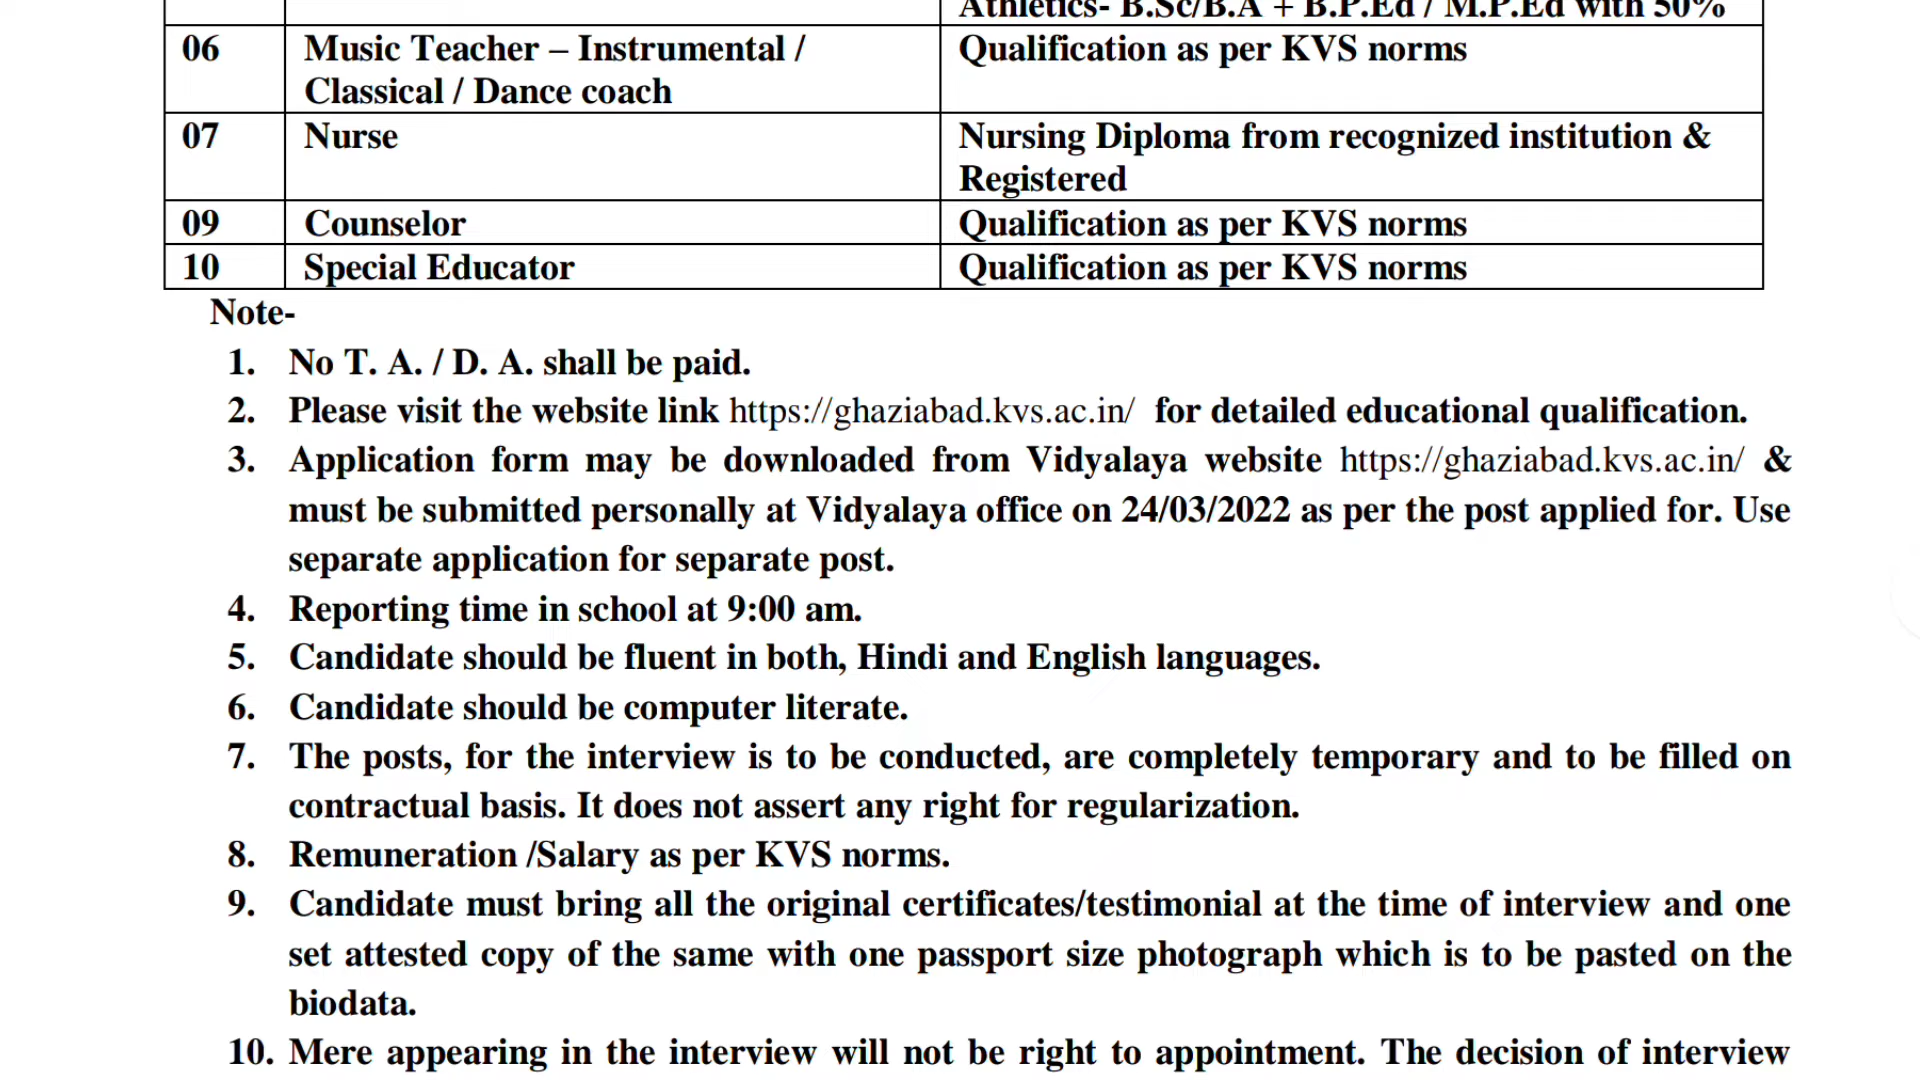 Athletics- B.Sc/B.A + B.P.Ed / M.P.Ed with 50%
06 Music Teacher – Instrumental / Qualification as per KVS norms
Classical / Dance coach
07 Nurse Nursing Diploma from recognized institution &
Registered
09 Counselor Qualification as per KVS norms
10 Special Educator Qualification as per KVS norms
Note-
1. No T. A. / D. A. shall be paid.
2. Please visit the website link https://ghaziabad.kvs.ac.in/ for detailed educational qualification.
3. Application form may be downloaded from Vidyalaya website https://ghaziabad.kvs.ac.in/ &
must be submitted personally at Vidyalaya office on 24/03/2022 as per the post applied for. Use
separate application for separate post.
4. Reporting time in school at 9:00 am.
5. Candidate should be fluent in both, Hindi and English languages.
6. Candidate should be computer literate.
7. The posts, for the interview is to be conducted, are completely temporary and to be filled on
contractual basis. It does not assert any right for regularization.
8. Remuneration /Salary as per KVS norms.
9. Candidate must bring all the original certificates/testimonial at the time of interview and one
set attested copy of the same with one passport size photograph which is to be pasted on the
biodata.
10. Mere appearing in the interview will not be right to appointment. The decision of interview